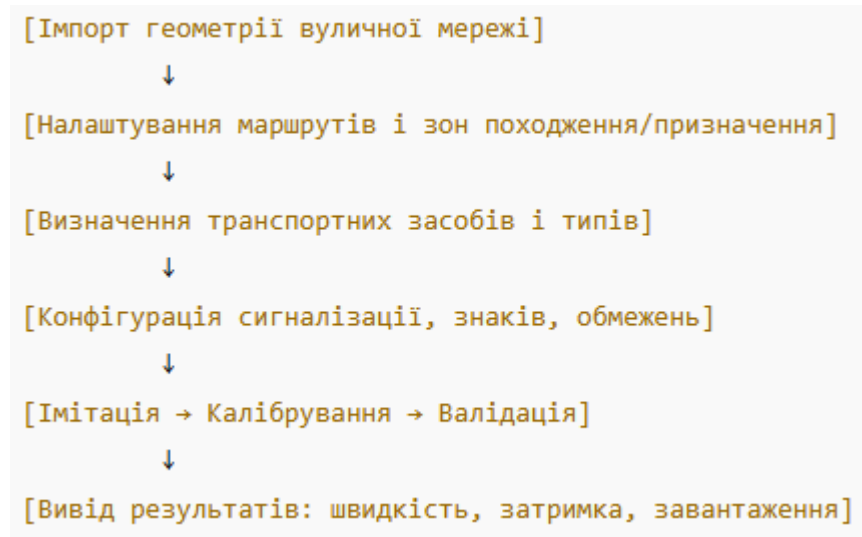 [Імпорт геометрії вуличної мережі]
↓
[Налаштування маршрутів і зон походження/призначення]
↓
[Визначення транспортних засобів і типів]
↓
[Конфігурація сигналізації, знаків, обмежень]
↓
[Імітація → Калібрування → Валідація]
↓
[Вивід результатів: швидкість, затримка, завантаження]